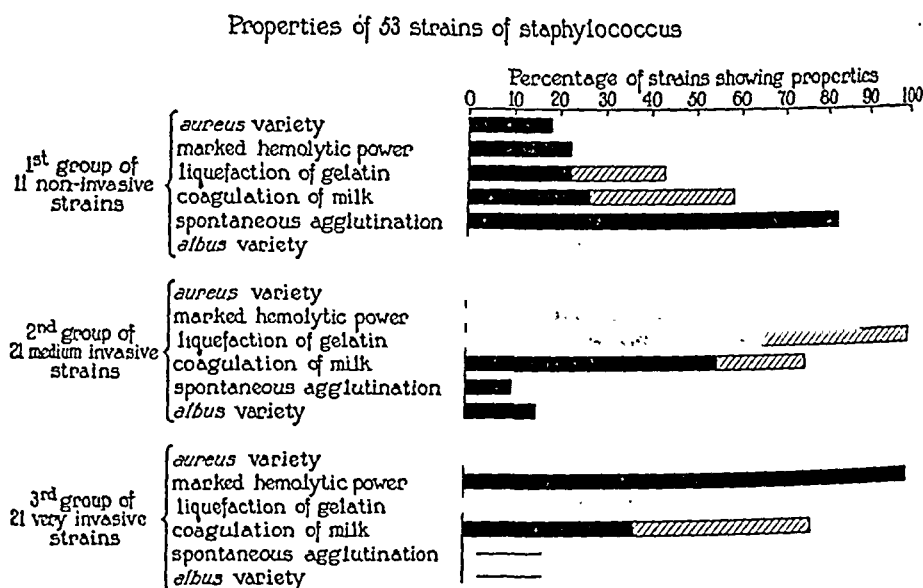 Properties of 53 strains of staphylococcus
Percentage of strains showing properties
0 10 20 30 40 50 60 70 80 90 100
1st group of
11 non-invasive
strains
aureus variety
marked hemolytic power
liquefaction of gelatin
coagulation of milk
spontaneous agglutination
albus variety
2nd group of
21 medium invasive
strains
aureus variety
marked hemolytic power
liquefaction of gelatin
coagulation of milk
spontaneous agglutination
albus variety
3rd group of
21 very invasive
strains
aureus variety
marked hemolytic power
liquefaction of gelatin
coagulation of milk
spontaneous agglutination
albus variety